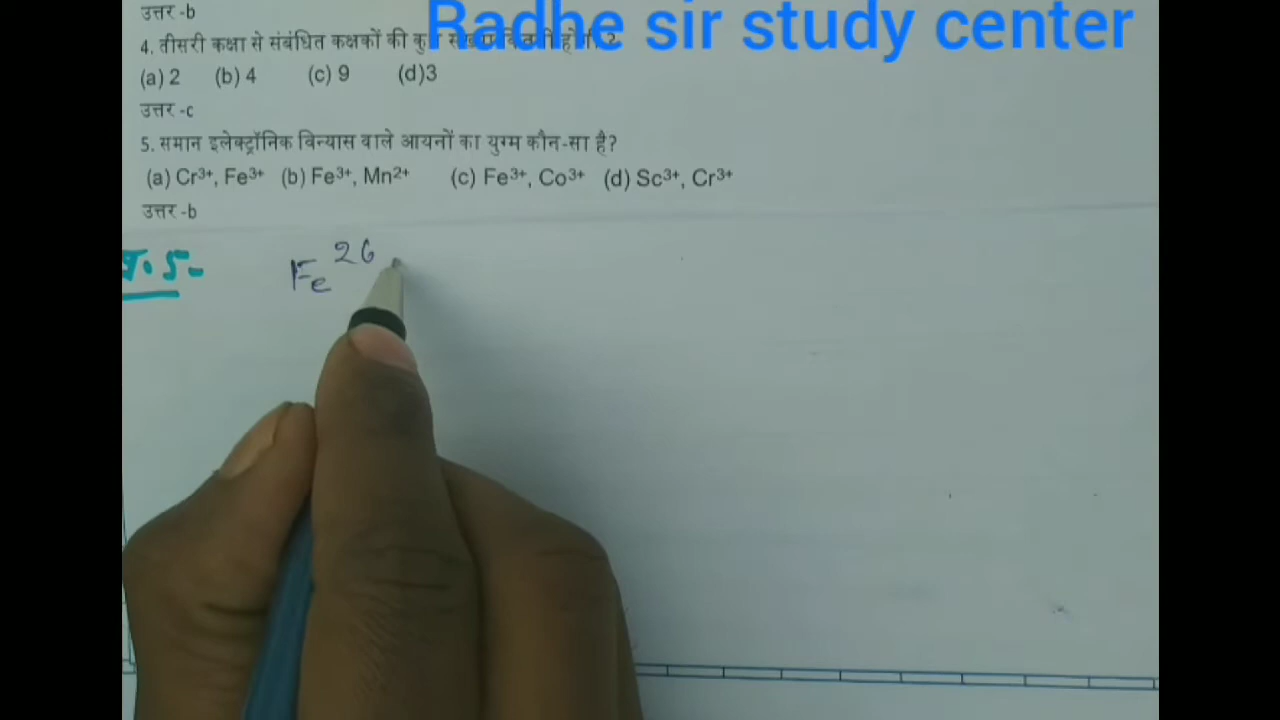 उत्तर -b
Radhe sir study center
4. तीसरी कक्षा से संबंधित कक्षकों की
(a) 2 (b) 4 (c) 9 (d)3
उत्तर -c
5. समान इलेक्ट्रॉनिक विन्यास वाले आयनों का युग्म कौन-सा है?
(a) Cr³⁺, Fe³⁺ (b) Fe³⁺, Mn²⁺ (c) Fe³⁺, Co³⁺ (d) Sc³⁺, Cr³⁺
उत्तर -b
5-
Fe 26